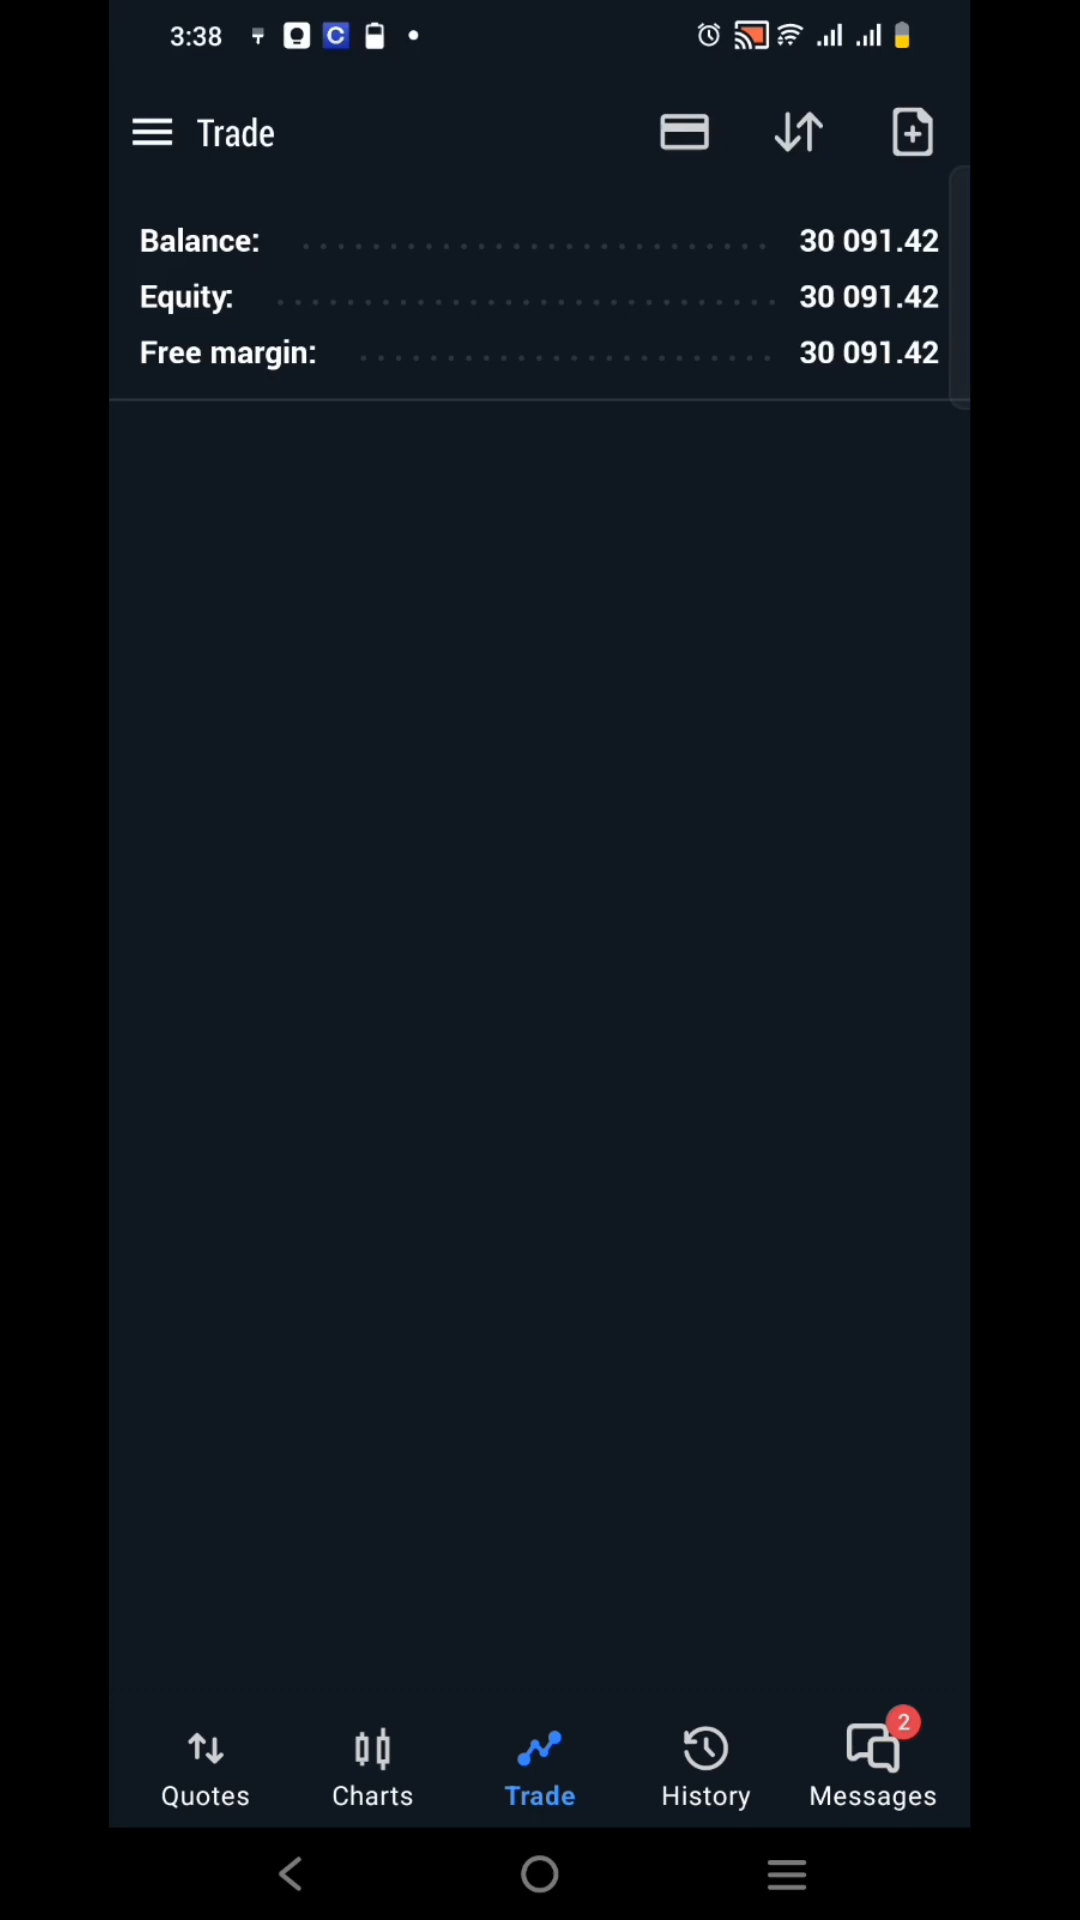 3:38
Trade
Balance: 30 091.42
Equity: 30 091.42
Free margin: 30 091.42
Quotes
Charts
Trade
History
2
Messages